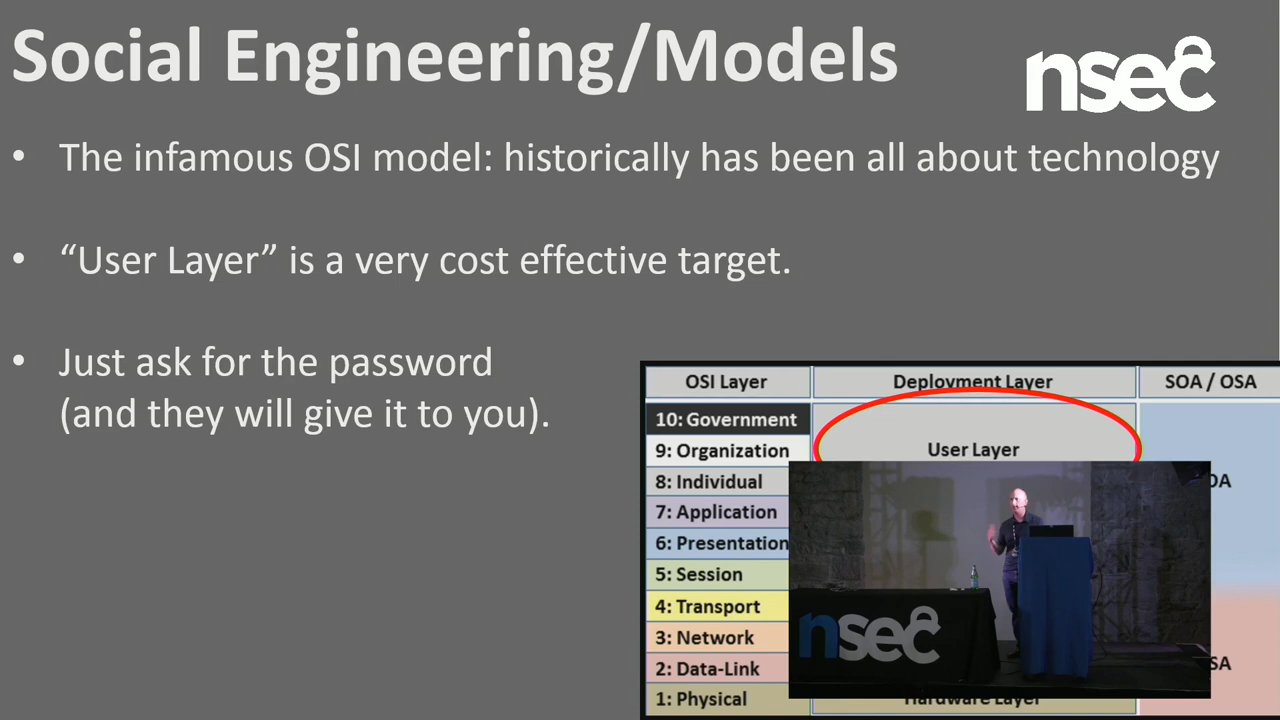 Social Engineering/Models
nsec
• The infamous OSI model: historically has been all about technology
• “User Layer” is a very cost effective target.
• Just ask for the password
(and they will give it to you).
OSI Layer Deployment Layer SOA / OSA
10: Government
9: Organization User Layer
8: Individual
7: Application
6: Presentation
5: Session
4: Transport
3: Network
2: Data-Link
1: Physical Hardware Layer
nsec